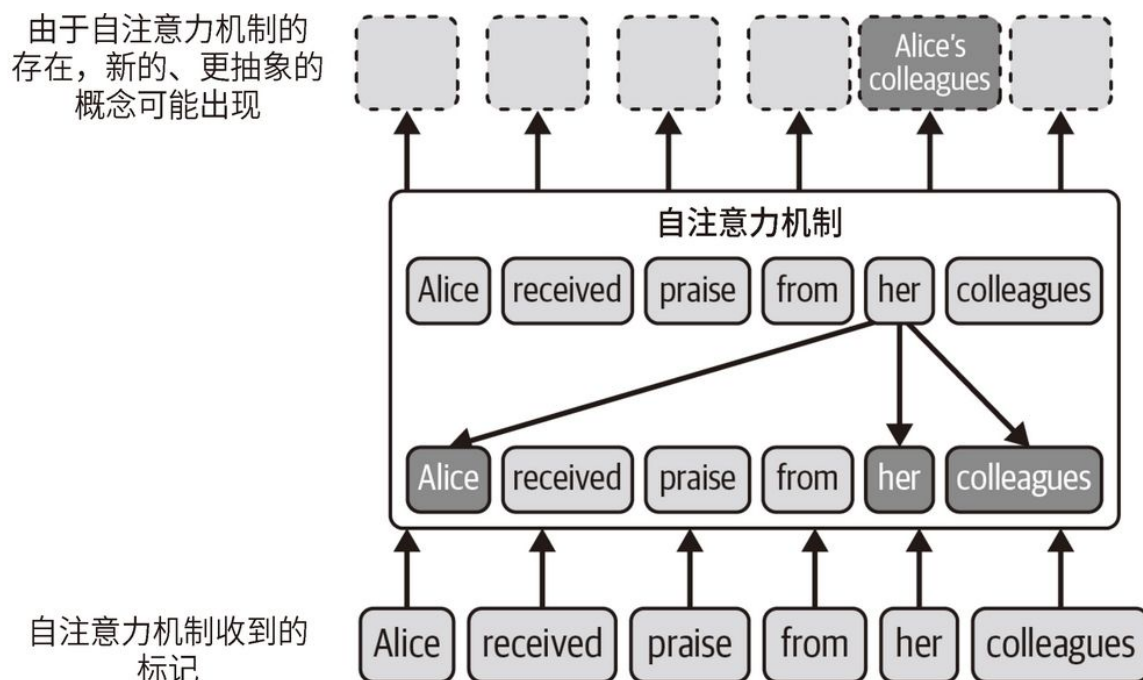 由于自注意力机制的
存在，新的、更抽象的
概念可能出现
Alice's
colleagues
自注意力机制
Alice received praise from her colleagues
Alice received praise from her colleagues
自注意力机制收到的
标记
Alice received praise from her colleagues